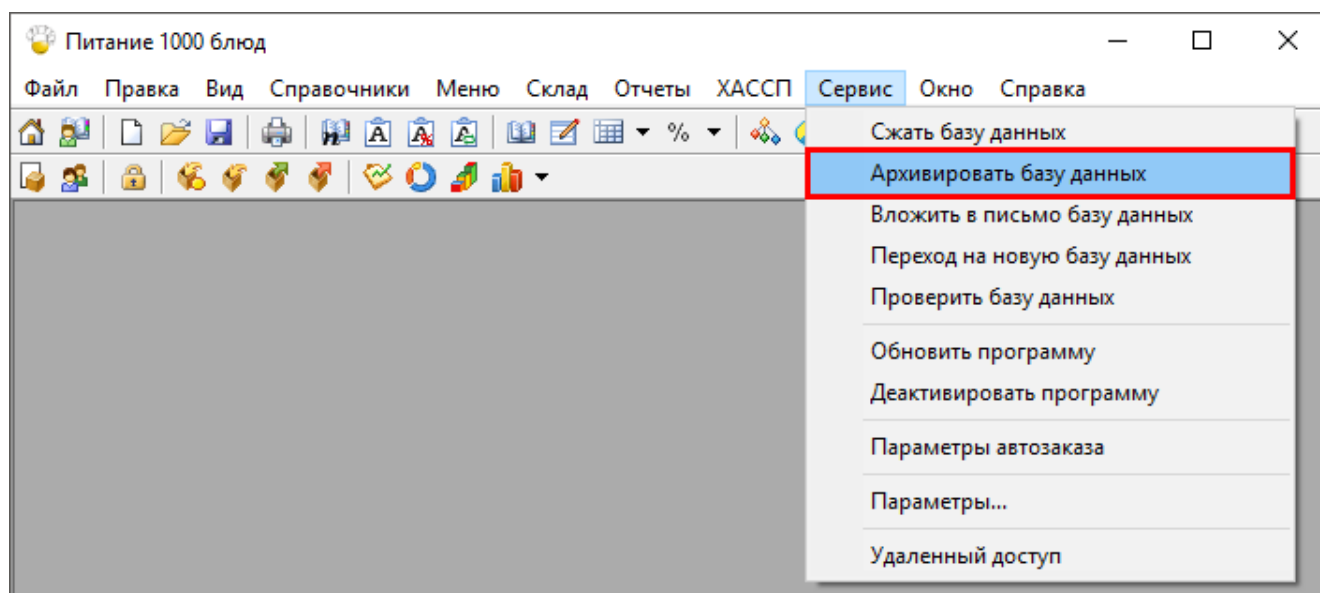 Питание 1000 блюд
Файл Правка Вид Справочники Меню Склад Отчеты ХАССП Сервис Окно Справка
Сжать базу данных
Архивировать базу данных
Вложить в письмо базу данных
Переход на новую базу данных
Проверить базу данных
Обновить программу
Деактивировать программу
Параметры автозаказа
Параметры...
Удаленный доступ